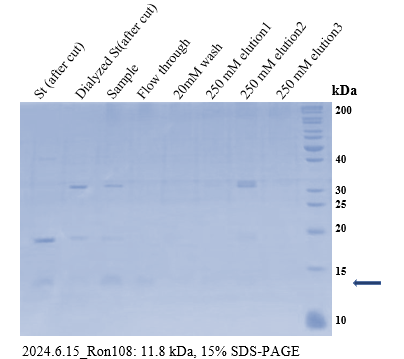 St (after cut)
Dialyzed St(after cut)
Sample
Flow through
20mM wash
250 mM elution1
250 mM elution2
250 mM elution3
kDa
200
40
30
25
20
15
10
2024.6.15_Ron108: 11.8 kDa, 15% SDS-PAGE